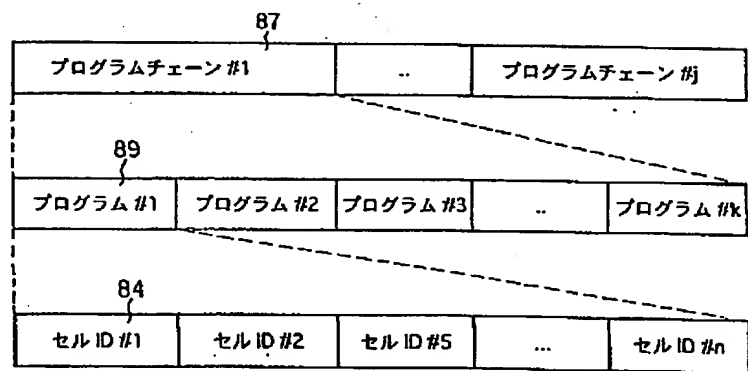 87
プログラムチェーン #1 .. プログラムチェーン #j
89
プログラム #1 プログラム #2 プログラム #3 .. プログラム #k
84
セル ID #1 セル ID #2 セル ID #5 ... セル ID #n